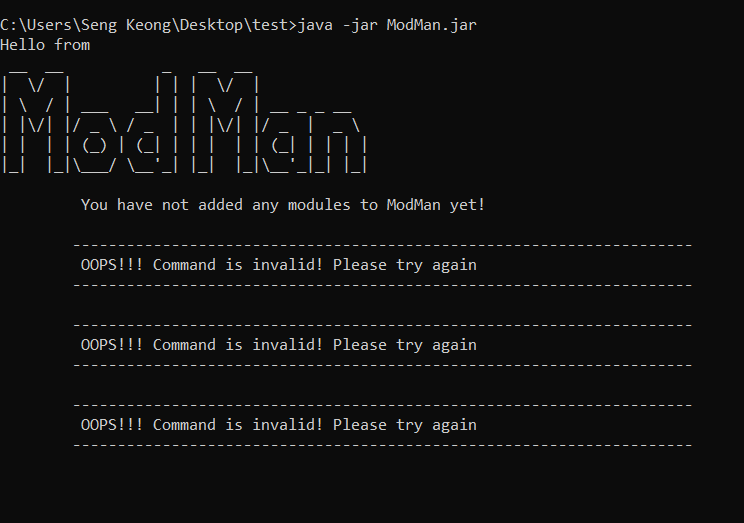 C:\Users\Seng Keong\Desktop\test>java -jar ModMan.jar
Hello from
ModMan
You have not added any modules to ModMan yet!
----------------------------------------------------------------------
OOPS!!! Command is invalid! Please try again
----------------------------------------------------------------------
----------------------------------------------------------------------
OOPS!!! Command is invalid! Please try again
----------------------------------------------------------------------
----------------------------------------------------------------------
OOPS!!! Command is invalid! Please try again
----------------------------------------------------------------------